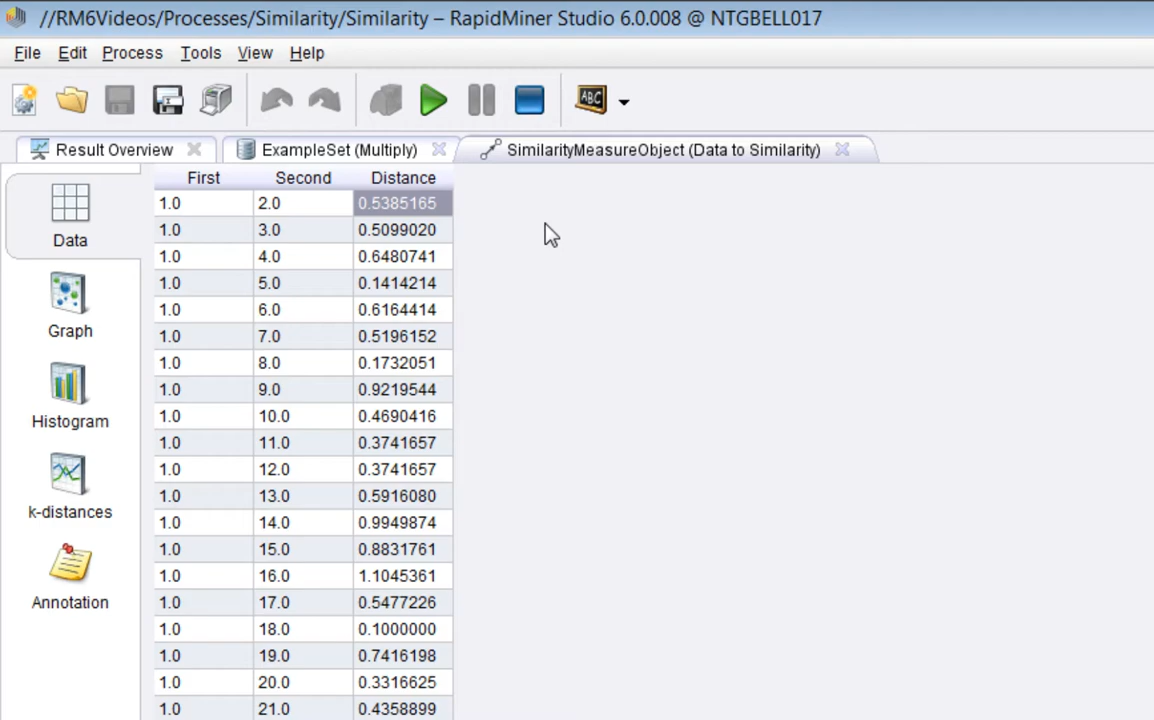 //RM6Videos/Processes/Similarity/Similarity – RapidMiner Studio 6.0.008 @ NTGBELL017
File Edit Process Tools View Help
ABC
Result Overview ExampleSet (Multiply) SimilarityMeasureObject (Data to Similarity)
First Second Distance
1.0 2.0 0.5385165
1.0 3.0 0.5099020
1.0 4.0 0.6480741
1.0 5.0 0.1414214
1.0 6.0 0.6164414
1.0 7.0 0.5196152
1.0 8.0 0.1732051
1.0 9.0 0.9219544
1.0 10.0 0.4690416
1.0 11.0 0.3741657
1.0 12.0 0.3741657
1.0 13.0 0.5916080
1.0 14.0 0.9949874
1.0 15.0 0.8831761
1.0 16.0 1.1045361
1.0 17.0 0.5477226
1.0 18.0 0.1000000
1.0 19.0 0.7416198
1.0 20.0 0.3316625
1.0 21.0 0.4358899
Data
Graph
Histogram
k-distances
Annotation